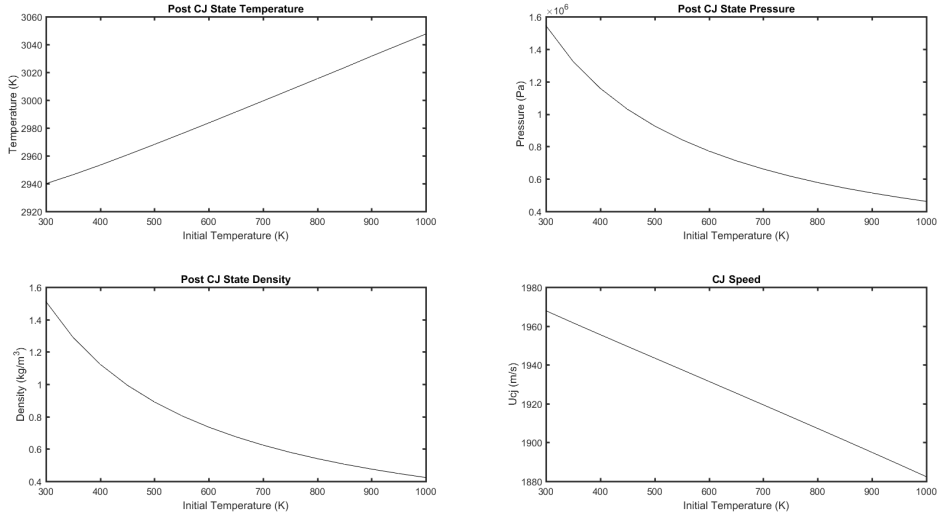 Post CJ State Temperature
3060
3040
3020
3000
2980
2960
2940
2920
Temperature (K)
300 400 500 600 700 800 900 1000
Initial Temperature (K)
Post CJ State Pressure
×10⁶
1.6
1.4
1.2
1
0.8
0.6
0.4
Pressure (Pa)
300 400 500 600 700 800 900 1000
Initial Temperature (K)
Post CJ State Density
1.6
1.4
1.2
1
0.8
0.6
0.4
Density (kg/m³)
300 400 500 600 700 800 900 1000
Initial Temperature (K)
CJ Speed
1980
1960
1940
1920
1900
1880
Ucj (m/s)
300 400 500 600 700 800 900 1000
Initial Temperature (K)